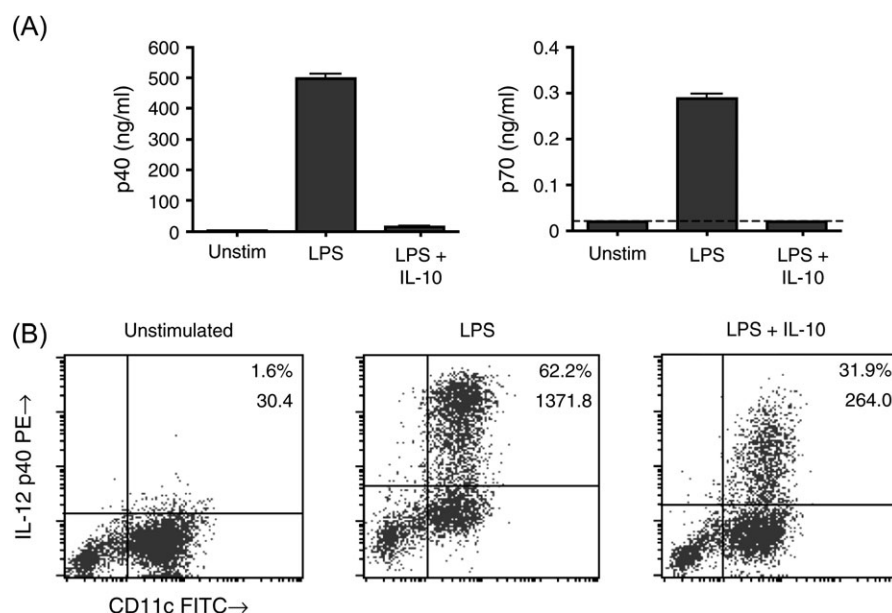 (A)
p40 (ng/ml)
600
500
400
300
200
100
0
Unstim
LPS
LPS +
IL-10
p70 (ng/ml)
0.4
0.3
0.2
0.1
0
Unstim
LPS
LPS +
IL-10
(B)
Unstimulated
LPS
LPS + IL-10
IL-12 p40 PE→
1.6%
30.4
62.2%
1371.8
31.9%
264.0
CD11c FITC→